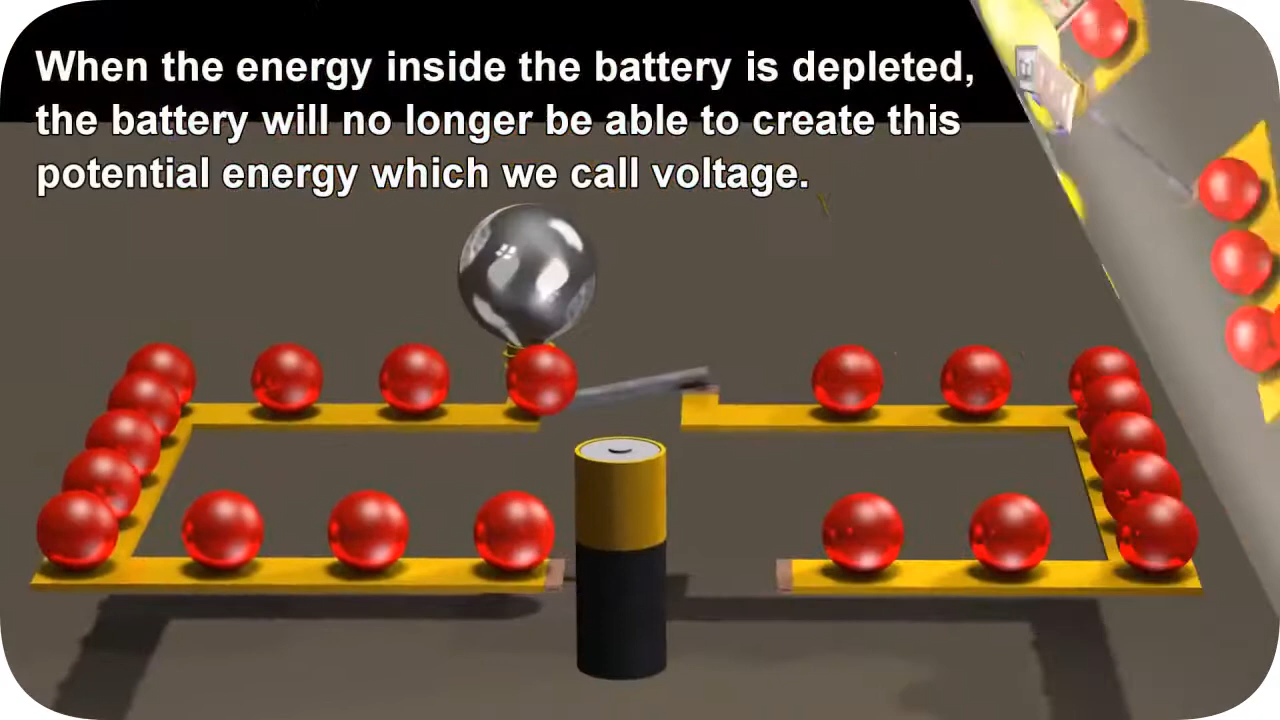 When the energy inside the battery is depleted,
the battery will no longer be able to create this
potential energy which we call voltage.